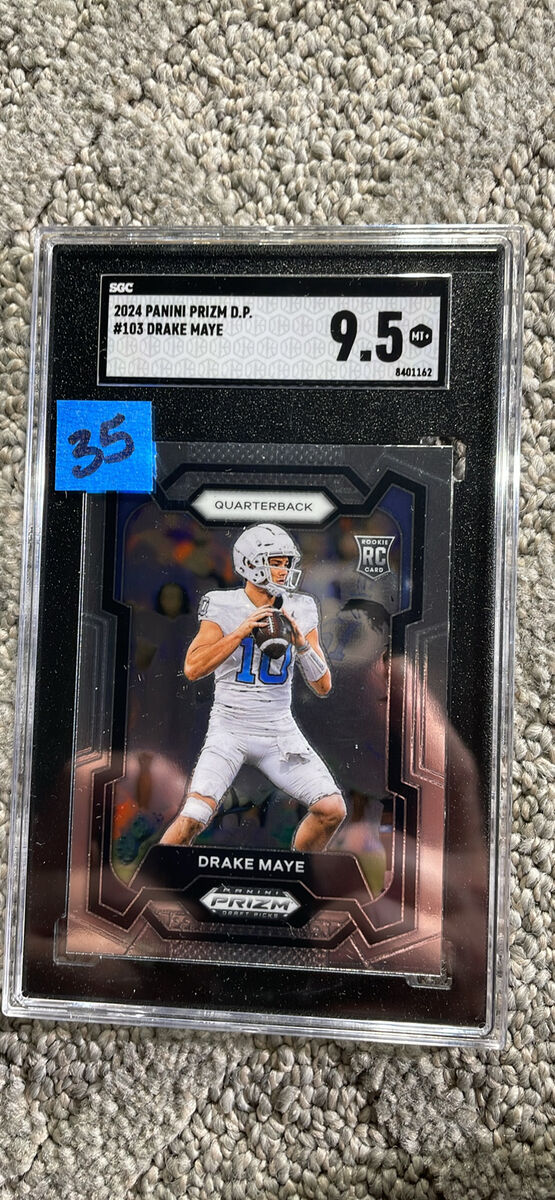 SGC
2024 PANINI PRIZM D.P.
#103 DRAKE MAYE
9.5
MT+
8401162
35
QUARTERBACK
ROOKIE
RC
CARD
10
DRAKE MAYE
PANINI
PRIZM
DRAFT PICKS